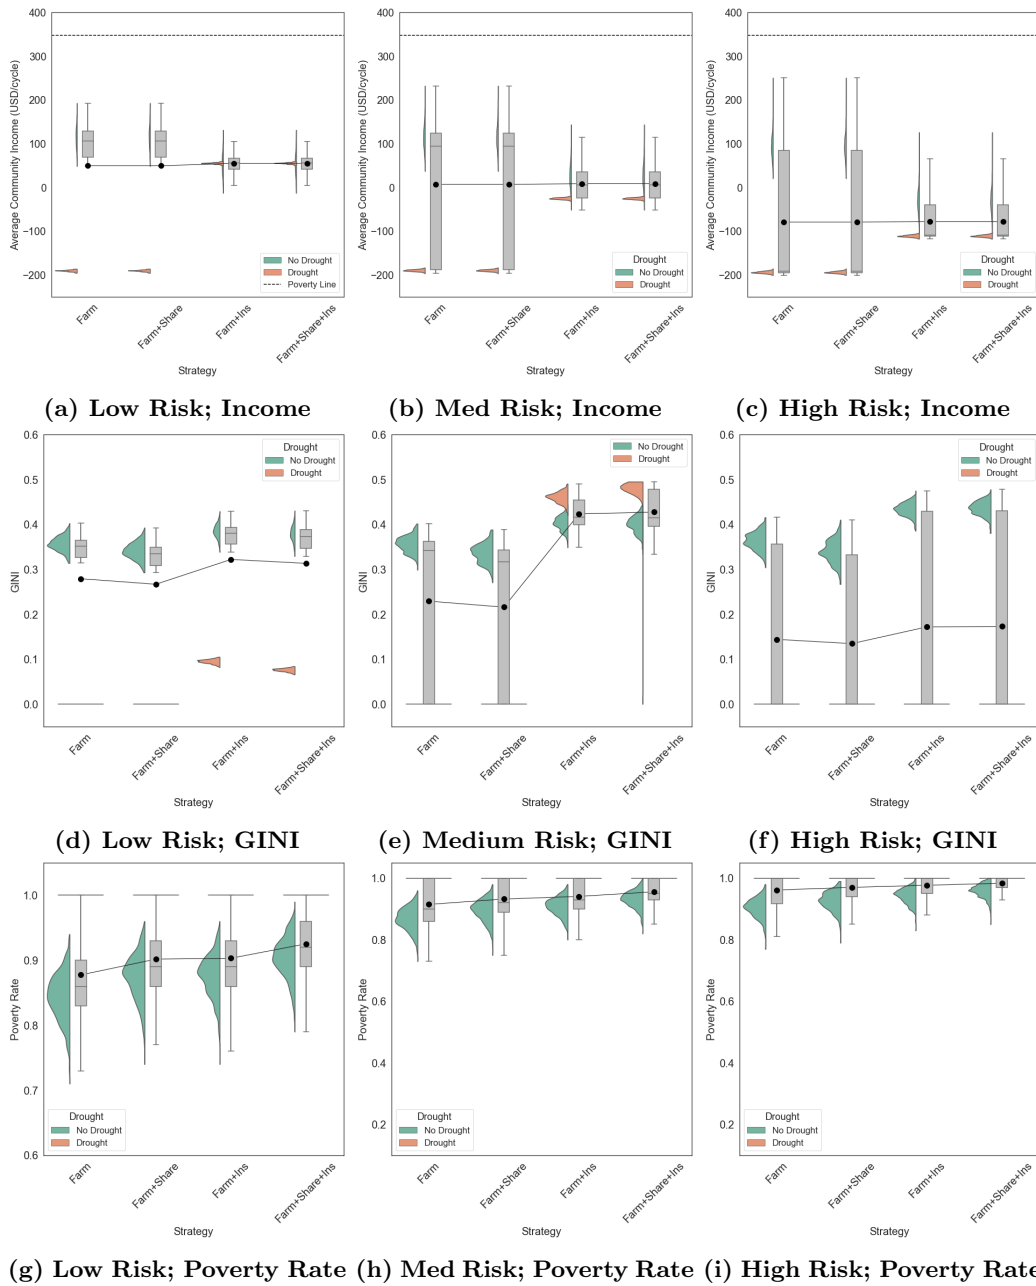 400
300
200
100
0
−100
−200
Average Community Income (USD/cycle)
No Drought
Drought
Poverty Line
Farm
Farm+Share
Farm+Ins
Farm+Share+Ins
Strategy
(a) Low Risk; Income
400
300
200
100
0
−100
−200
Average Community Income (USD/cycle)
Drought
No Drought
Drought
Farm
Farm+Share
Farm+Ins
Farm+Share+Ins
Strategy
(b) Med Risk; Income
400
300
200
100
0
−100
−200
Average Community Income (USD/cycle)
Drought
No Drought
Drought
Farm
Farm+Share
Farm+Ins
Farm+Share+Ins
Strategy
(c) High Risk; Income
0.6
0.5
0.4
0.3
0.2
0.1
0.0
GINI
Drought
No Drought
Drought
Farm
Farm+Share
Farm+Ins
Farm+Share+Ins
Strategy
(d) Low Risk; GINI
0.6
0.5
0.4
0.3
0.2
0.1
0.0
GINI
Drought
No Drought
Drought
Farm
Farm+Share
Farm+Ins
Farm+Share+Ins
Strategy
(e) Medium Risk; GINI
0.6
0.5
0.4
0.3
0.2
0.1
0.0
GINI
Drought
No Drought
Drought
Farm
Farm+Share
Farm+Ins
Farm+Share+Ins
Strategy
(f) High Risk; GINI
1.0
0.9
0.8
0.7
0.6
Poverty Rate
Drought
No Drought
Drought
Farm
Farm+Share
Farm+Ins
Farm+Share+Ins
Strategy
(g) Low Risk; Poverty Rate
1.0
0.8
0.6
0.4
0.2
Poverty Rate
Drought
No Drought
Drought
Farm
Farm+Share
Farm+Ins
Farm+Share+Ins
Strategy
(h) Med Risk; Poverty Rate
1.0
0.8
0.6
0.4
0.2
Poverty Rate
Drought
No Drought
Drought
Farm
Farm+Share
Farm+Ins
Farm+Share+Ins
Strategy
(i) High Risk; Poverty Rate